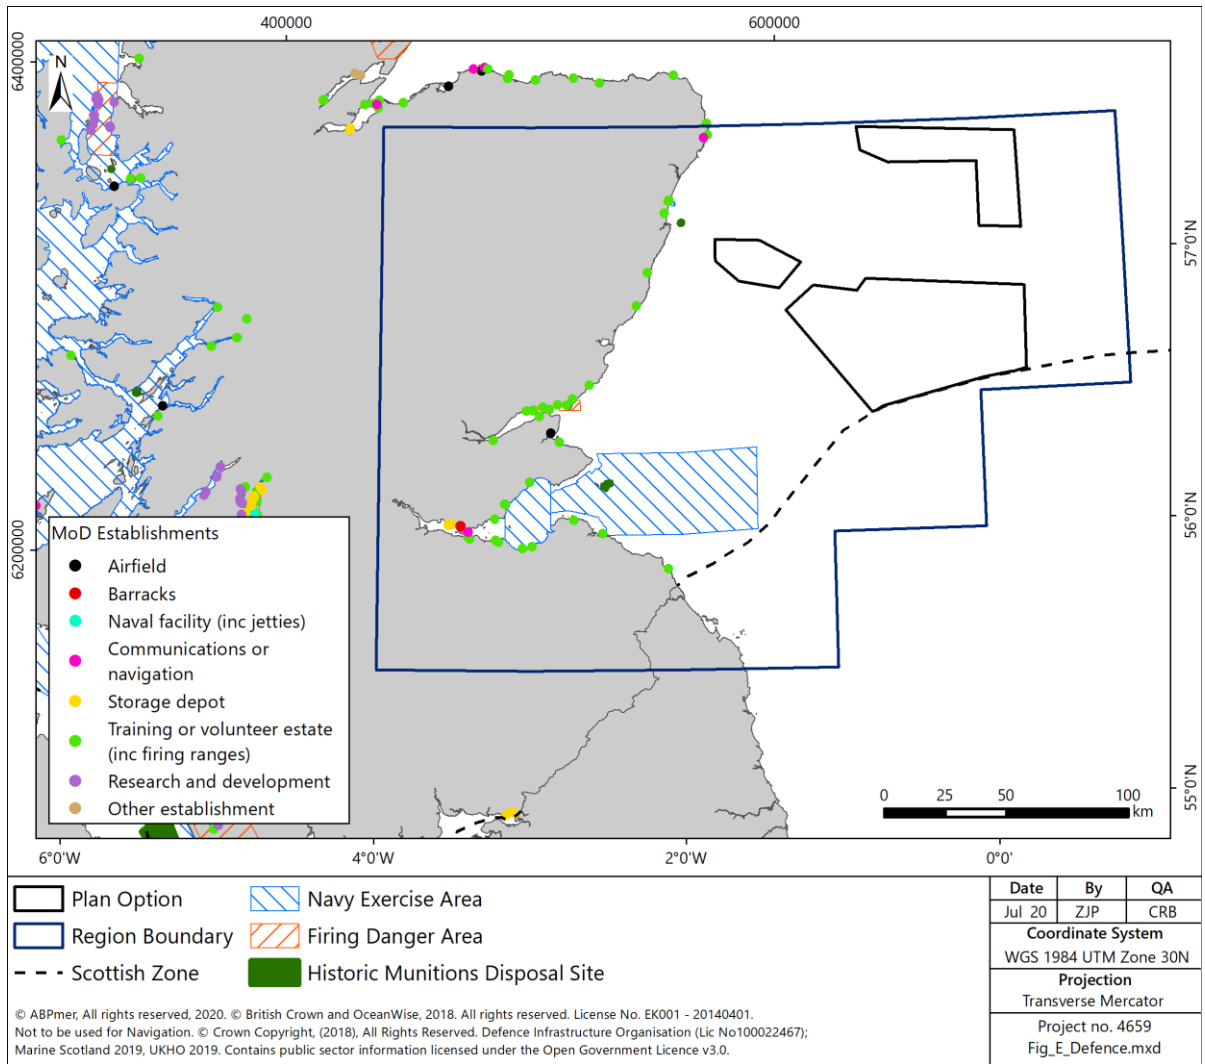 400000
600000
6400000
6200000
N
57°0'N
56°0'N
55°0'N
MoD Establishments
Airfield
Barracks
Naval facility (inc jetties)
Communications or
navigation
Storage depot
Training or volunteer estate
(inc firing ranges)
Research and development
Other establishment
0 25 50 100
km
6°0'W
4°0'W
2°0'W
0°0'
Plan Option
Region Boundary
Scottish Zone
Navy Exercise Area
Firing Danger Area
Historic Munitions Disposal Site
Date By QA
Jul 20 ZJP CRB
Coordinate System
WGS 1984 UTM Zone 30N
Projection
Transverse Mercator
Project no. 4659
Fig_E_Defence.mxd
© ABPmer, All rights reserved, 2020. © British Crown and OceanWise, 2018. All rights reserved. License No. EK001 - 20140401.
Not to be used for Navigation. © Crown Copyright, (2018), All Rights Reserved. Defence Infrastructure Organisation (Lic No100022467);
Marine Scotland 2019, UKHO 2019. Contains public sector information licensed under the Open Government Licence v3.0.